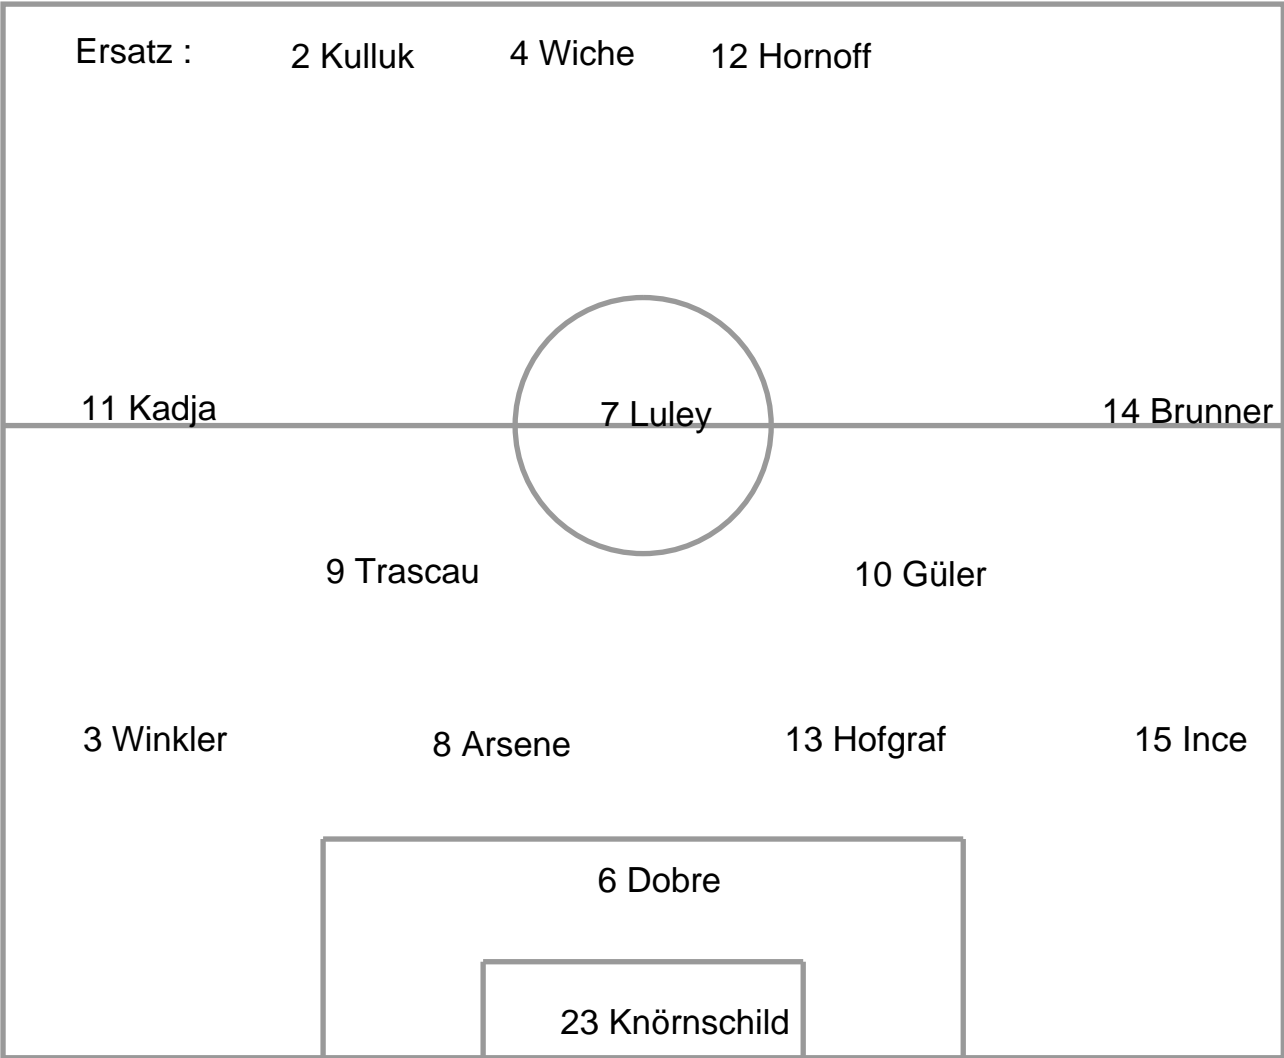 Ersatz : 2 Kulluk 4 Wiche 12 Hornoff
11 Kadja 7 Luley 14 Brunner
9 Trascau 10 Güler
3 Winkler 8 Arsene 13 Hofgraf 15 Ince
6 Dobre
23 Knörnschild